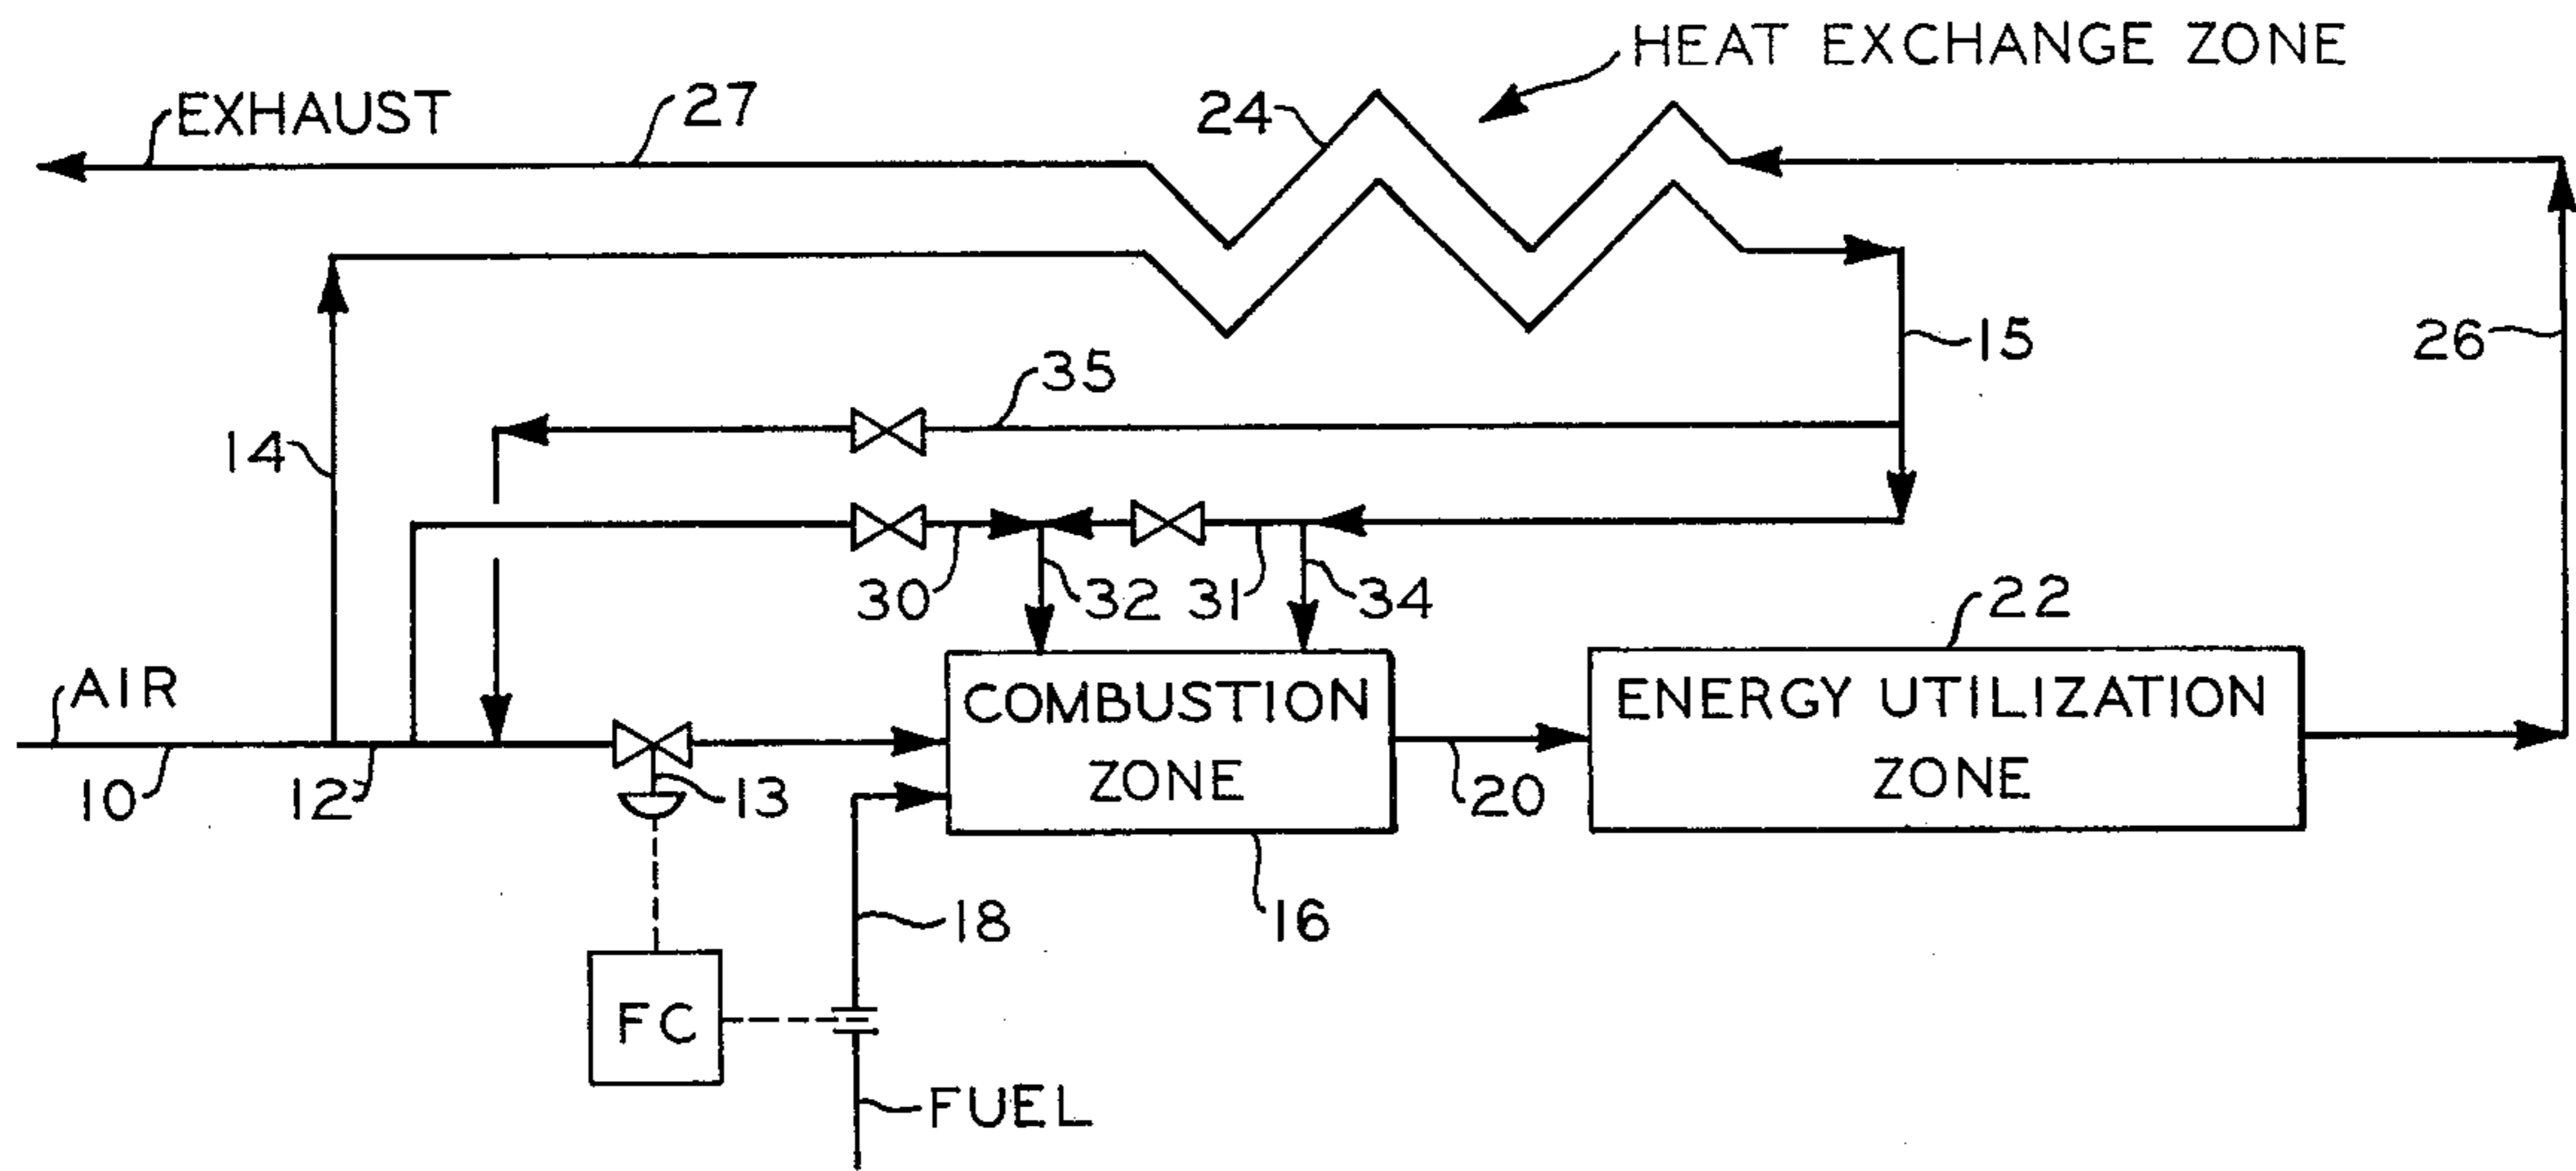 HEAT EXCHANGE ZONE
EXHAUST
27
24
15
26
35
14
30
32
31
34
22
AIR
COMBUSTION
ZONE
ENERGY UTILIZATION
ZONE
10
12
13
20
18
16
FC
FUEL